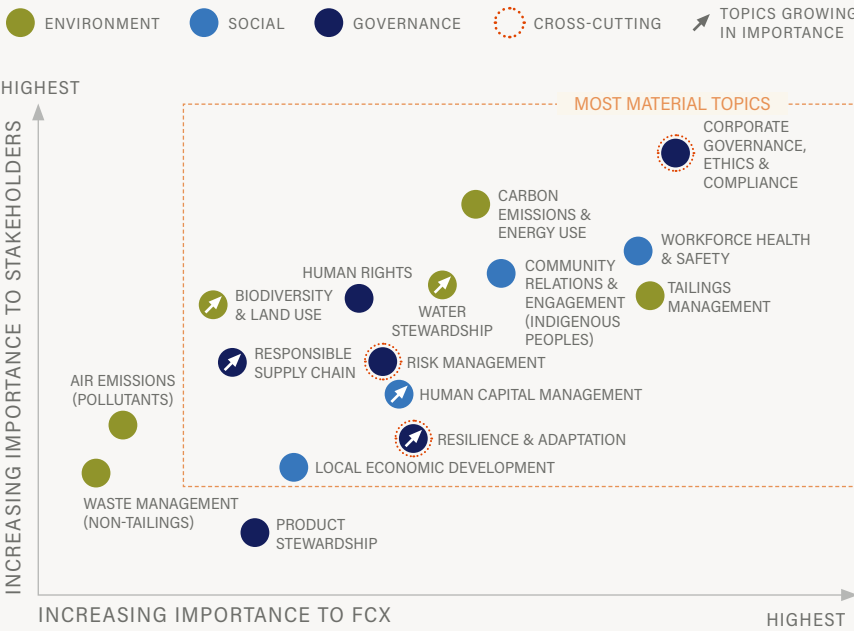 ENVIRONMENT
SOCIAL
GOVERNANCE
CROSS-CUTTING
TOPICS GROWING
IN IMPORTANCE
HIGHEST
INCREASING IMPORTANCE TO STAKEHOLDERS
MOST MATERIAL TOPICS
CORPORATE
GOVERNANCE,
ETHICS &
COMPLIANCE
CARBON
EMISSIONS &
ENERGY USE
WORKFORCE HEALTH
& SAFETY
COMMUNITY
RELATIONS &
ENGAGEMENT
(INDIGENOUS
PEOPLES)
TAILINGS
MANAGEMENT
HUMAN RIGHTS
WATER
STEWARDSHIP
BIODIVERSITY
& LAND USE
RESPONSIBLE
SUPPLY CHAIN
RISK MANAGEMENT
HUMAN CAPITAL MANAGEMENT
AIR EMISSIONS
(POLLUTANTS)
RESILIENCE & ADAPTATION
LOCAL ECONOMIC DEVELOPMENT
WASTE MANAGEMENT
(NON-TAILINGS)
PRODUCT
STEWARDSHIP
INCREASING IMPORTANCE TO FCX
HIGHEST